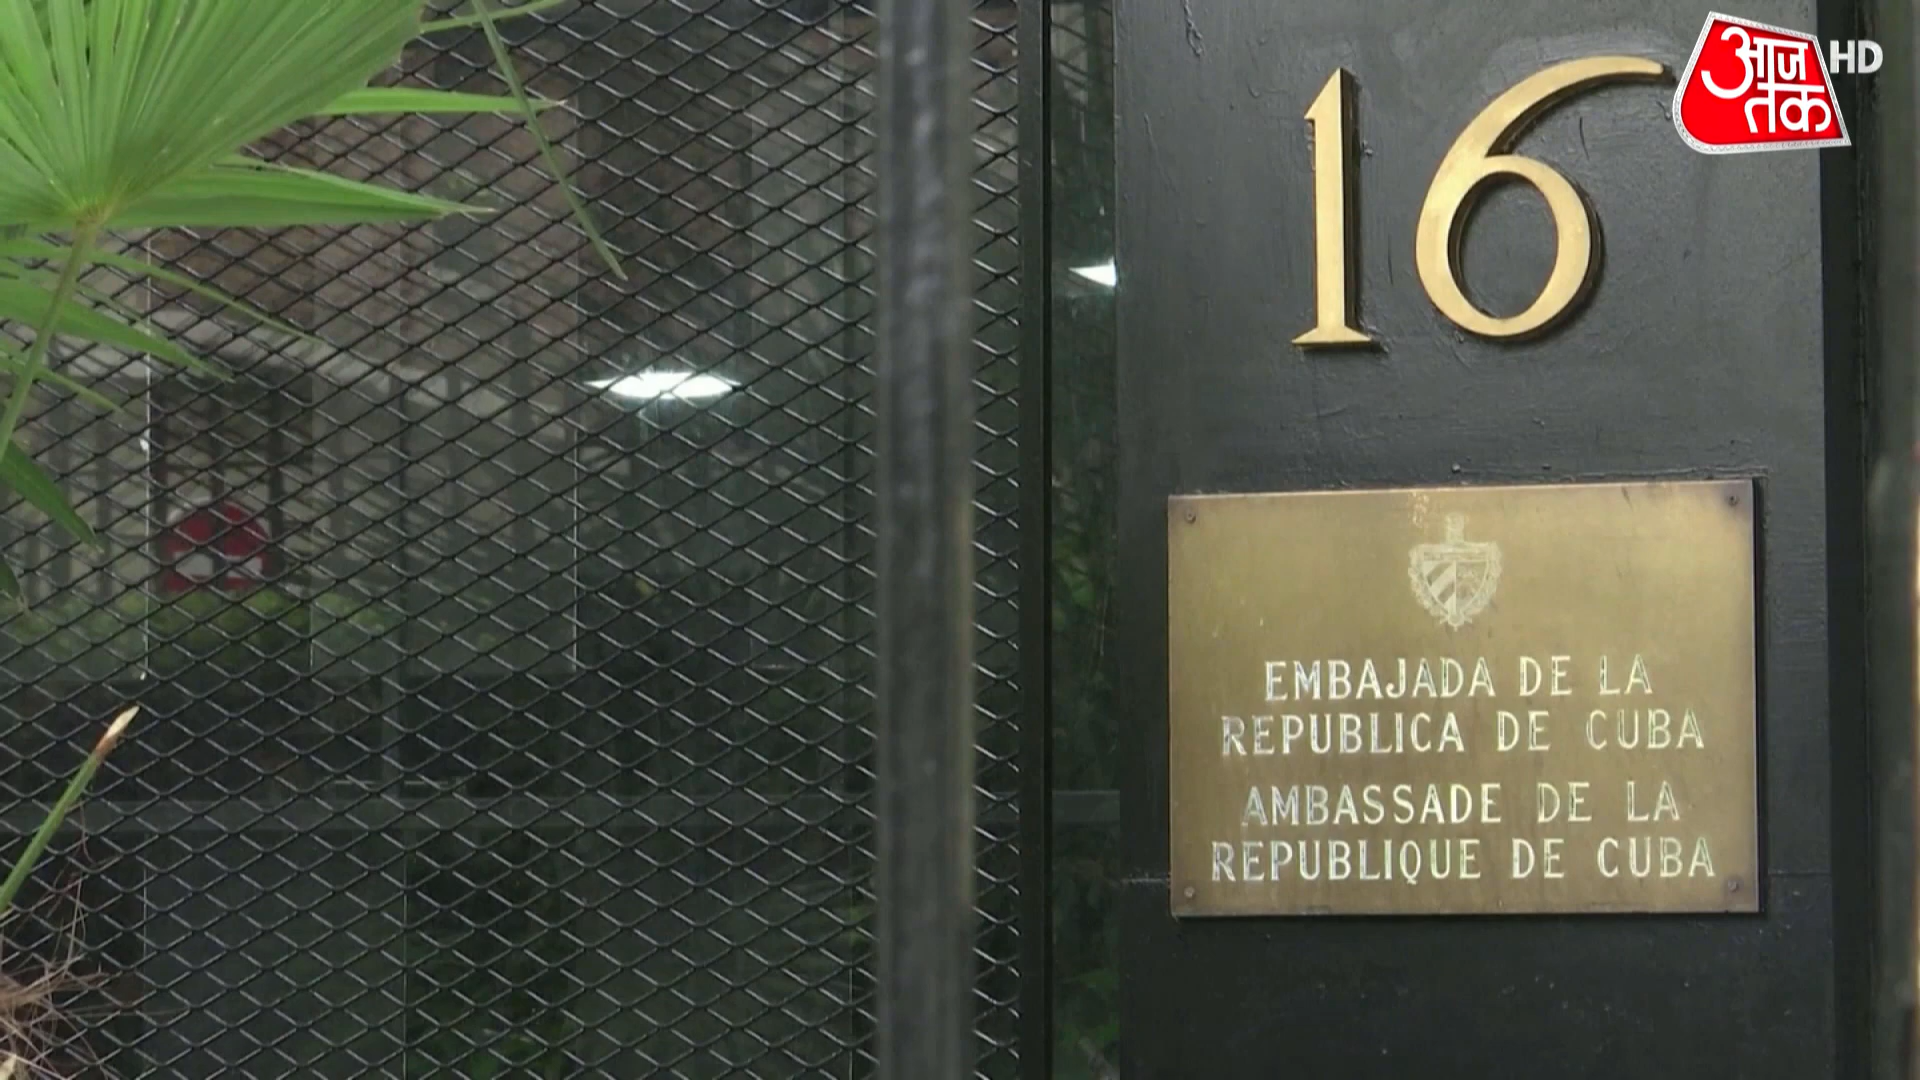 16
आज
तक
HD
EMBAJADA DE LA
REPUBLICA DE CUBA
AMBASSADE DE LA
REPUBLIQUE DE CUBA